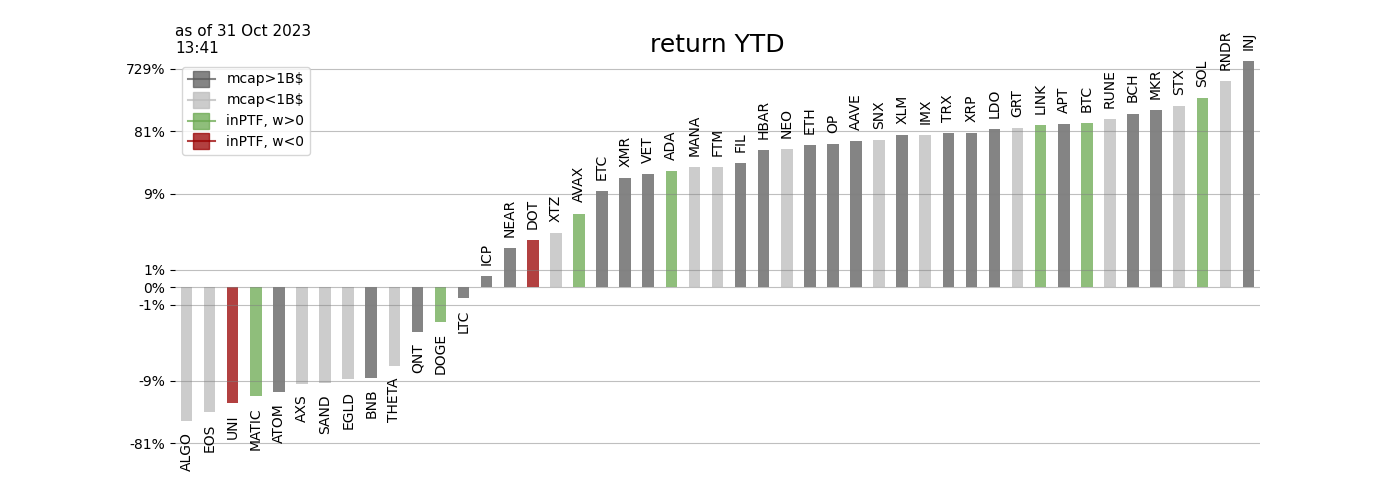 as of 31 Oct 2023
13:41
return YTD
729%
81%
9%
1%
0%
-1%
-9%
-81%
mcap>1B$
mcap<1B$
inPTF, w>0
inPTF, w<0
ALGO
EOS
UNI
MATIC
ATOM
AXS
SAND
EGLD
BNB
THETA
QNT
DOGE
LTC
ICP
NEAR
DOT
XTZ
AVAX
ETC
XMR
VET
ADA
MANA
FTM
FIL
HBAR
NEO
ETH
OP
AAVE
SNX
XLM
IMX
TRX
XRP
LDO
GRT
LINK
APT
BTC
RUNE
BCH
MKR
STX
SOL
RNDR
INJ